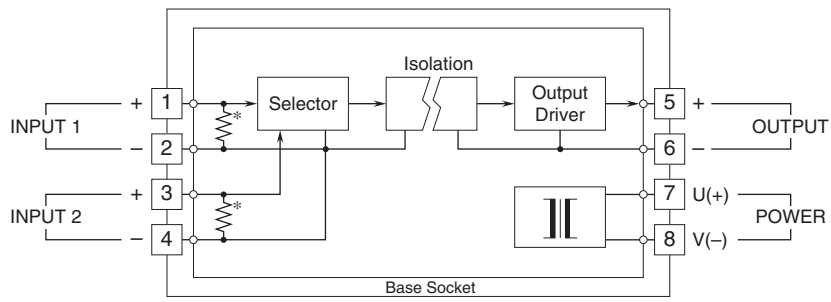 Isolation
Selector
Output
Driver
+ 1
INPUT 1
– 2
+ 3
INPUT 2
– 4
*
*
5 +
OUTPUT
6 –
7 U(+)
POWER
8 V(–)
Base Socket